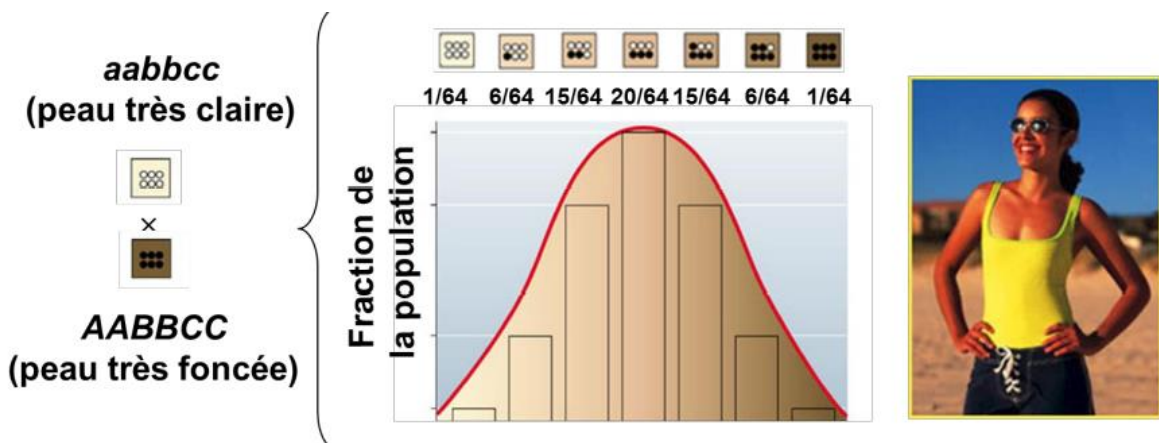 aabbcc
(peau très claire)
×
AABBCC
(peau très foncée)
1/64 6/64 15/64 20/64 15/64 6/64 1/64
Fraction de
la population